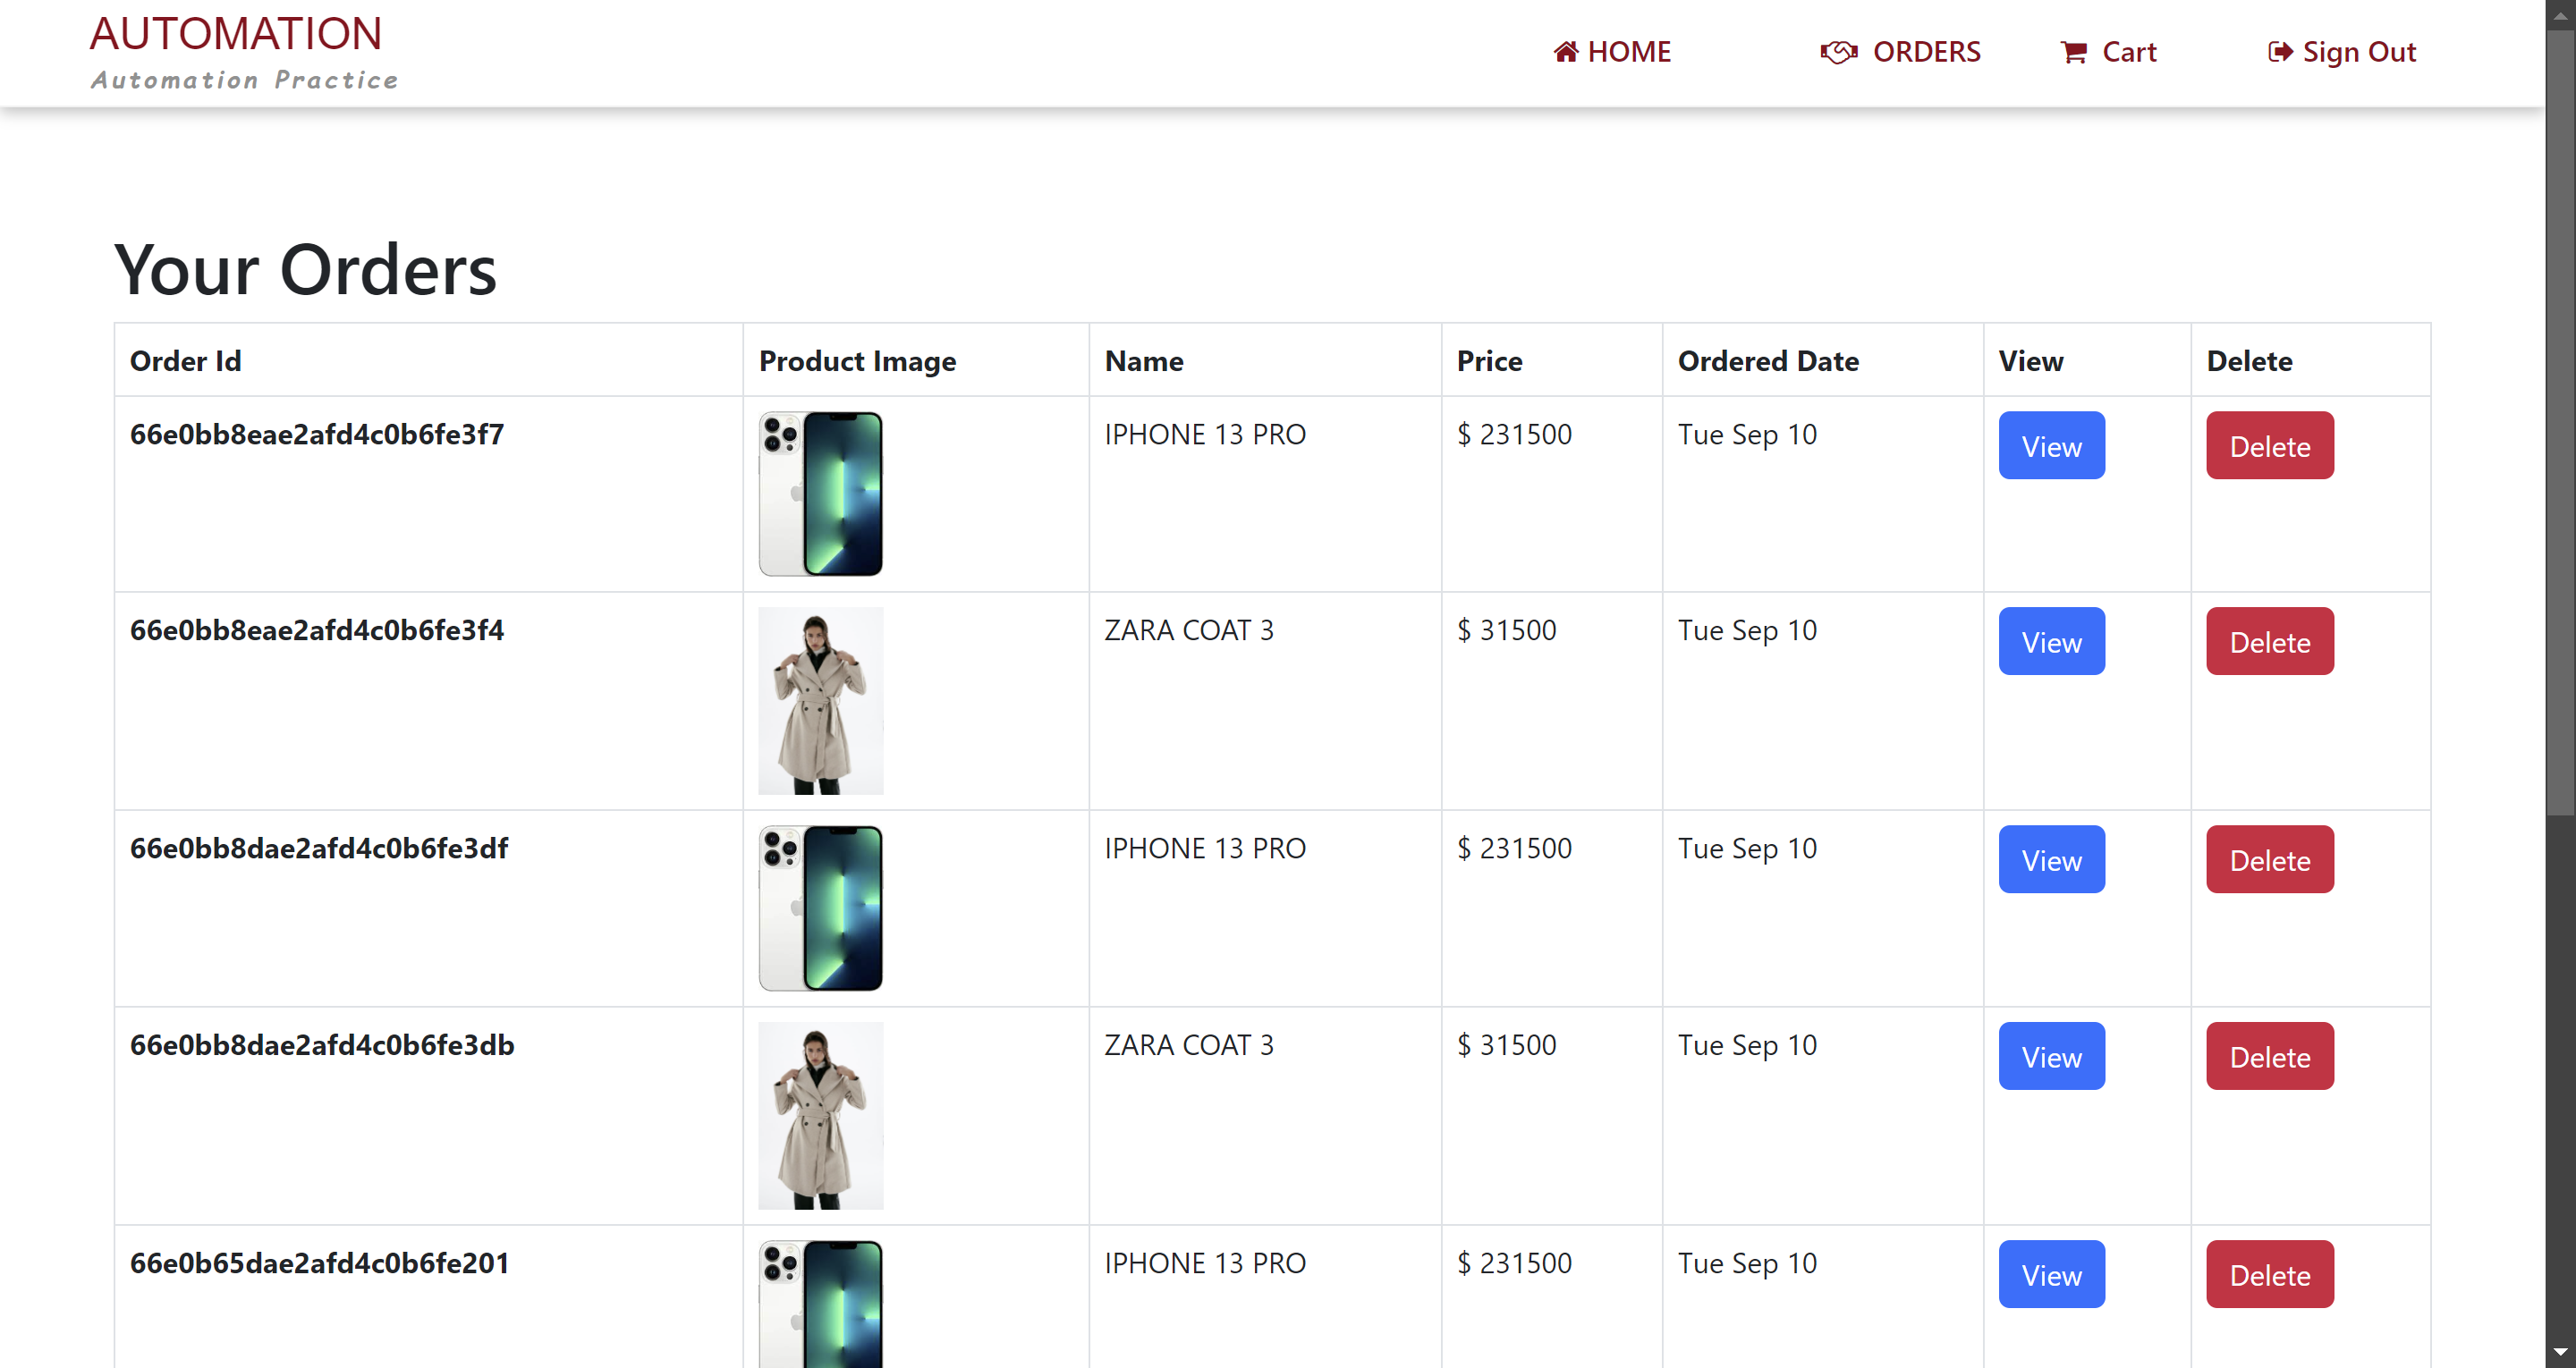 AUTOMATION
Automation Practice
HOME ORDERS Cart Sign Out
Your Orders
Order Id Product Image Name Price Ordered Date View Delete
66e0bb8eae2afd4c0b6fe3f7 IPHONE 13 PRO $ 231500 Tue Sep 10 View Delete
66e0bb8eae2afd4c0b6fe3f4 ZARA COAT 3 $ 31500 Tue Sep 10 View Delete
66e0bb8dae2afd4c0b6fe3df IPHONE 13 PRO $ 231500 Tue Sep 10 View Delete
66e0bb8dae2afd4c0b6fe3db ZARA COAT 3 $ 31500 Tue Sep 10 View Delete
66e0b65dae2afd4c0b6fe201 IPHONE 13 PRO $ 231500 Tue Sep 10 View Delete